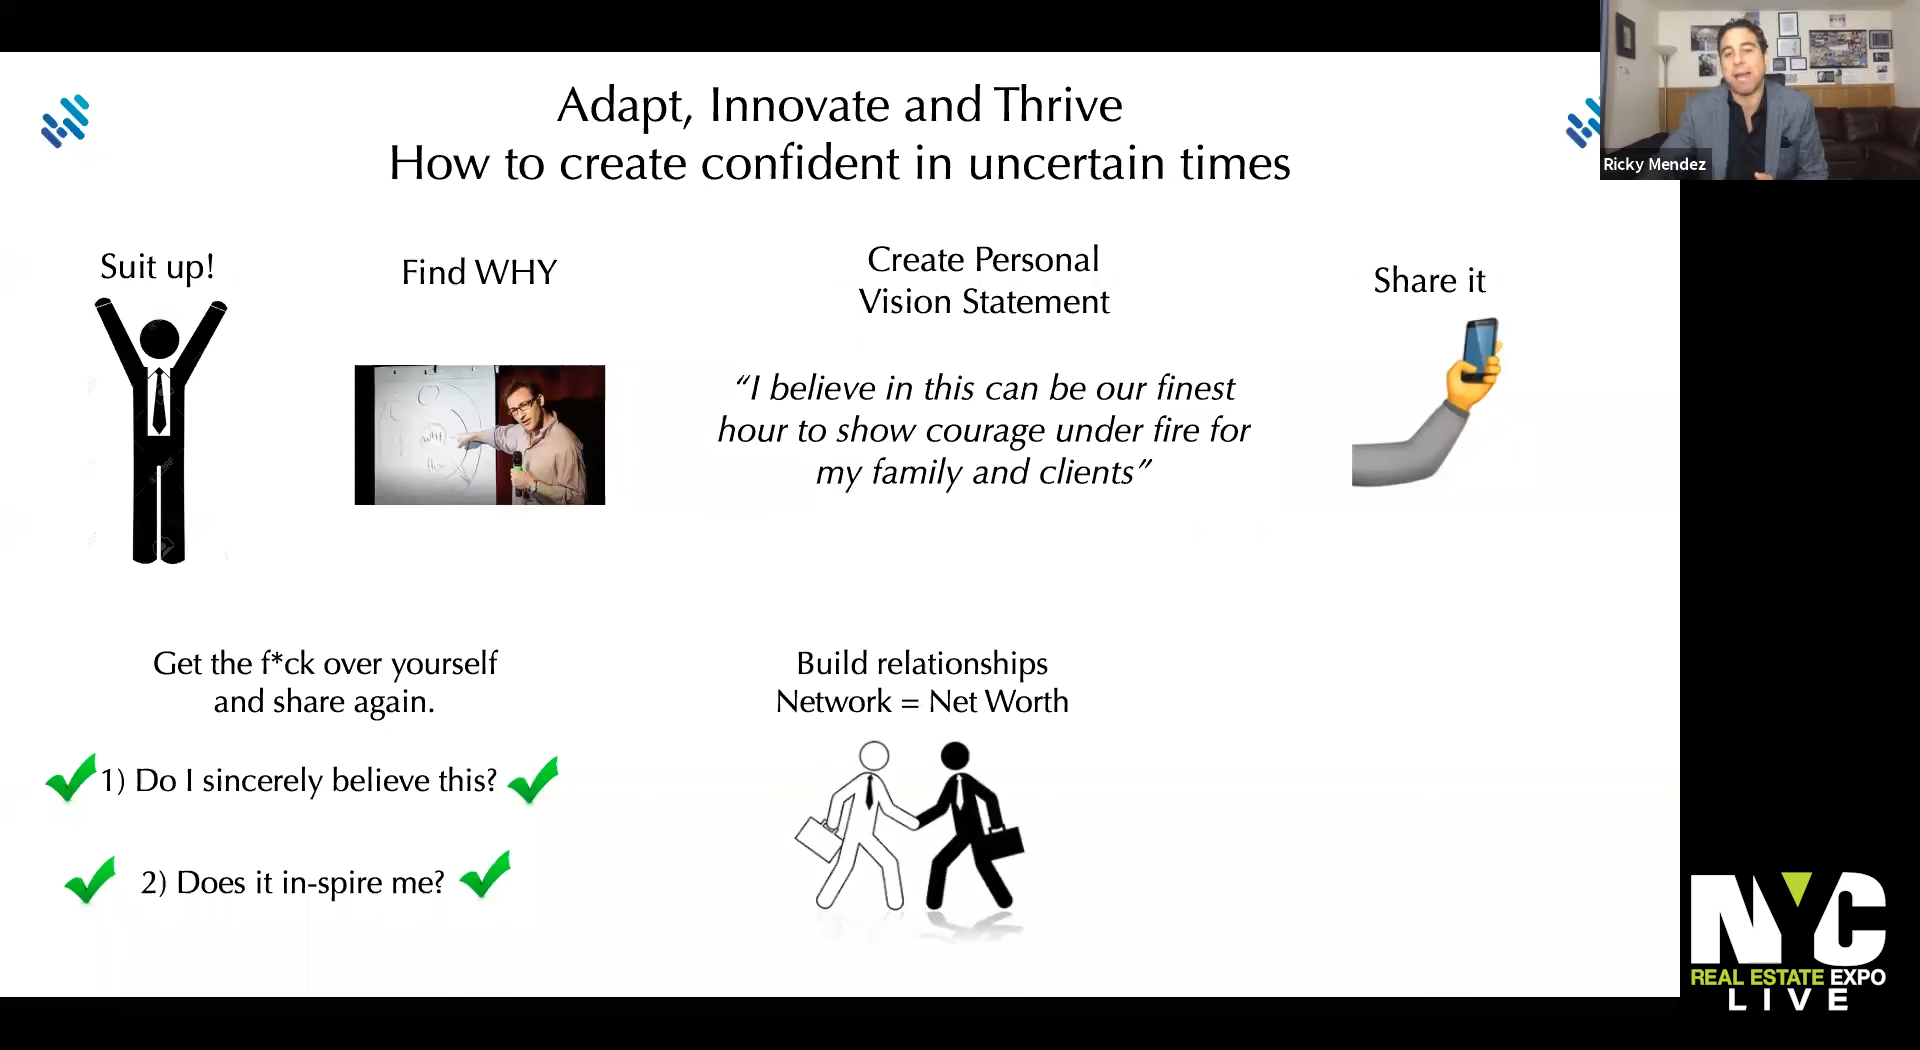 Adapt, Innovate and Thrive
How to create confident in uncertain times
Ricky Mendez
Suit up!
Find WHY
Create Personal
Vision Statement
Share it
“I believe in this can be our finest
hour to show courage under fire for
my family and clients”
Get the f*ck over yourself
and share again.
1) Do I sincerely believe this?
2) Does it in-spire me?
Build relationships
Network = Net Worth
NYC
REAL ESTATE EXPO
LIVE